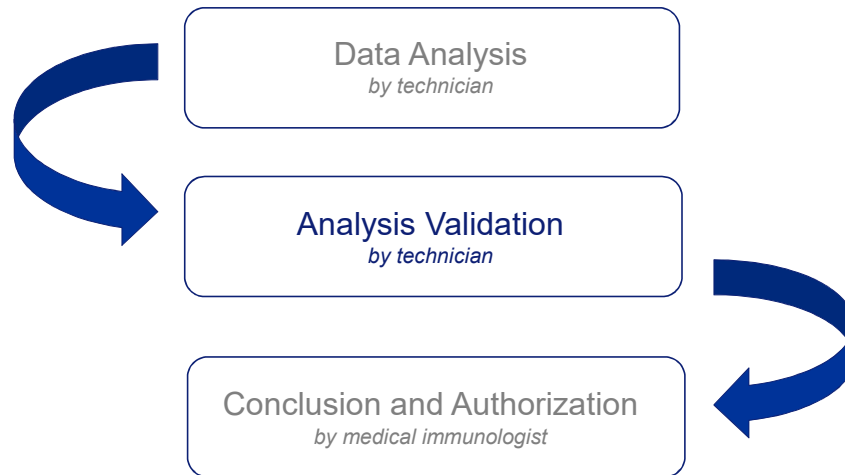 Data Analysis
by technician
Analysis Validation
by technician
Conclusion and Authorization
by medical immunologist